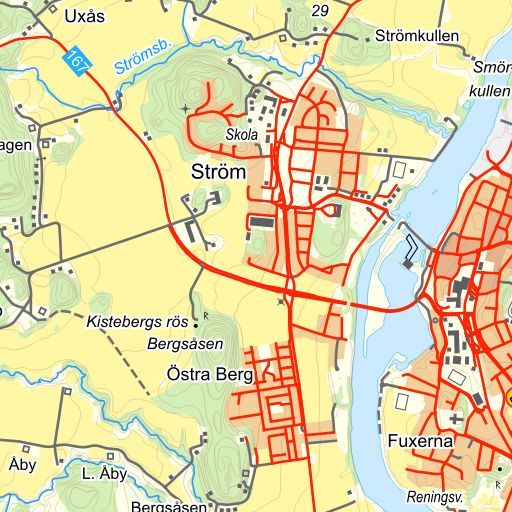 Uxås
29
Strömkullen
Strömsb.
167
Smör-
kullen
Skola
Ström
Kistebergs rös
R
Bergsåsen
Östra Berg
Fuxerna
Åby
L. Åby
Reningsv.
R
Bergsåsen